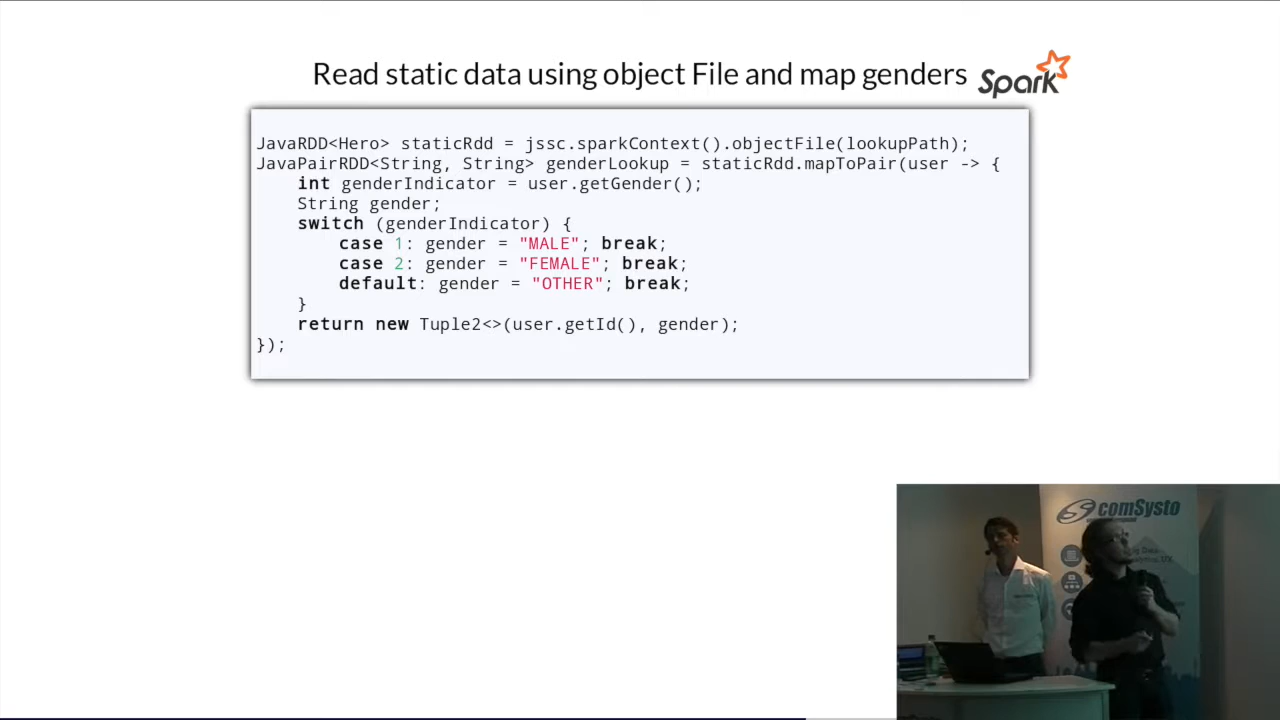 Read static data using object File and map genders
Spark
JavaRDD<Hero> staticRdd = jssc.sparkContext().objectFile(lookupPath);
JavaPairRDD<String, String> genderLookup = staticRdd.mapToPair(user -> {
    int genderIndicator = user.getGender();
    String gender;
    switch (genderIndicator) {
        case 1: gender = "MALE"; break;
        case 2: gender = "FEMALE"; break;
        default: gender = "OTHER"; break;
    }
    return new Tuple2<>(user.getId(), gender);
});
comSysto